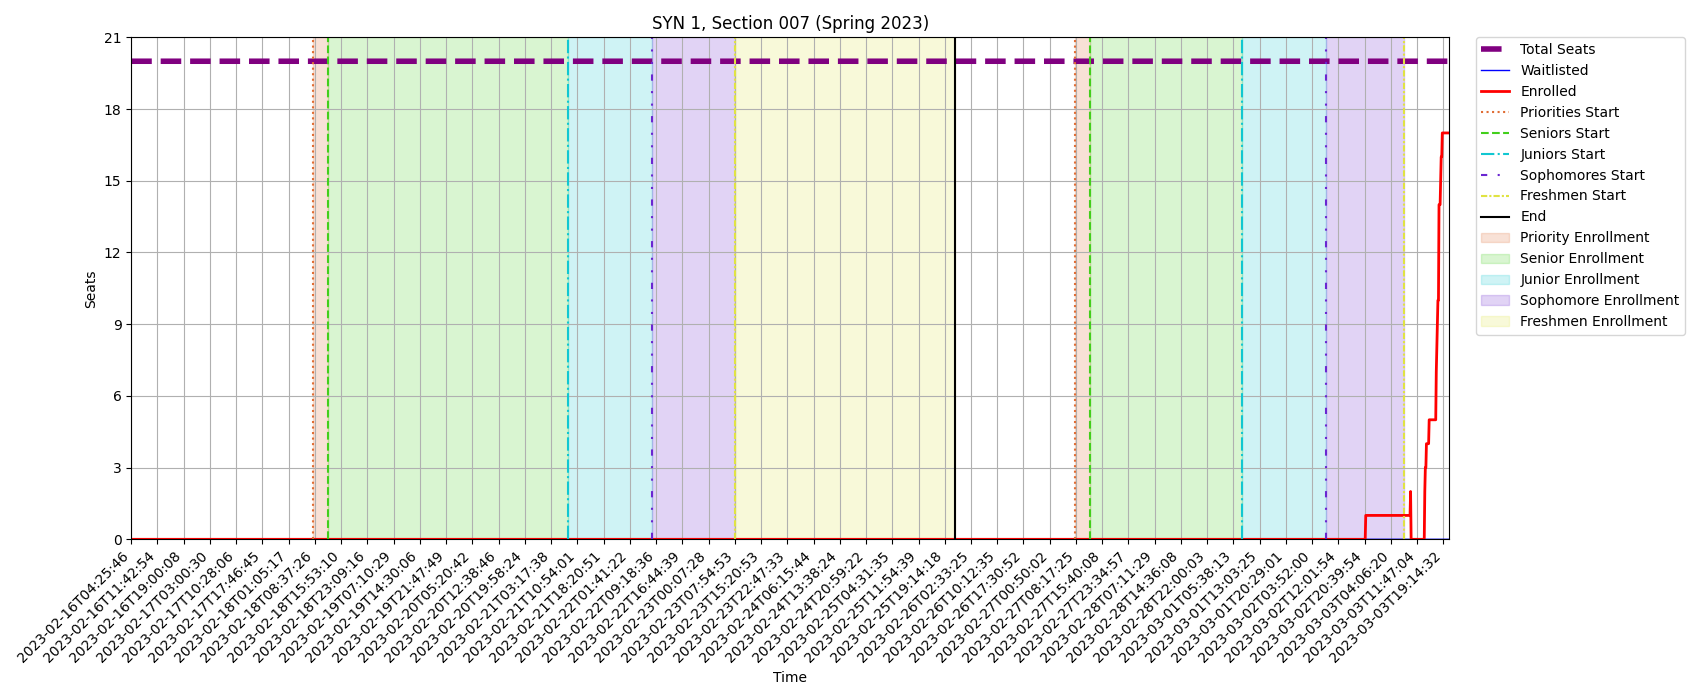 SYN 1, Section 007 (Spring 2023)
21
18
15
12
9
6
3
0
Seats
2023-02-16T04:25:46
2023-02-16T11:42:54
2023-02-16T19:00:08
2023-02-17T03:00:30
2023-02-17T10:28:06
2023-02-17T17:46:45
2023-02-18T01:05:17
2023-02-18T08:37:26
2023-02-18T15:53:10
2023-02-18T23:09:16
2023-02-19T07:10:29
2023-02-19T14:30:06
2023-02-19T21:47:49
2023-02-20T05:20:42
2023-02-20T12:38:46
2023-02-20T19:58:24
2023-02-21T03:17:38
2023-02-21T10:54:01
2023-02-21T18:20:51
2023-02-22T01:41:22
2023-02-22T09:18:36
2023-02-22T16:44:39
2023-02-23T00:07:28
2023-02-23T07:54:53
2023-02-23T15:20:53
2023-02-23T22:47:33
2023-02-24T06:15:44
2023-02-24T13:38:24
2023-02-24T20:59:22
2023-02-25T04:31:35
2023-02-25T11:54:39
2023-02-25T19:14:18
2023-02-26T02:33:25
2023-02-26T10:12:35
2023-02-26T17:30:52
2023-02-27T00:50:02
2023-02-27T08:17:25
2023-02-27T15:40:08
2023-02-27T23:34:57
2023-02-28T07:11:29
2023-02-28T14:36:08
2023-02-28T22:00:03
2023-03-01T05:38:13
2023-03-01T13:03:25
2023-03-01T20:29:01
2023-03-02T03:52:00
2023-03-02T12:01:54
2023-03-02T20:39:54
2023-03-03T04:06:20
2023-03-03T11:47:04
2023-03-03T19:14:32
Time
Total Seats
Waitlisted
Enrolled
Priorities Start
Seniors Start
Juniors Start
Sophomores Start
Freshmen Start
End
Priority Enrollment
Senior Enrollment
Junior Enrollment
Sophomore Enrollment
Freshmen Enrollment